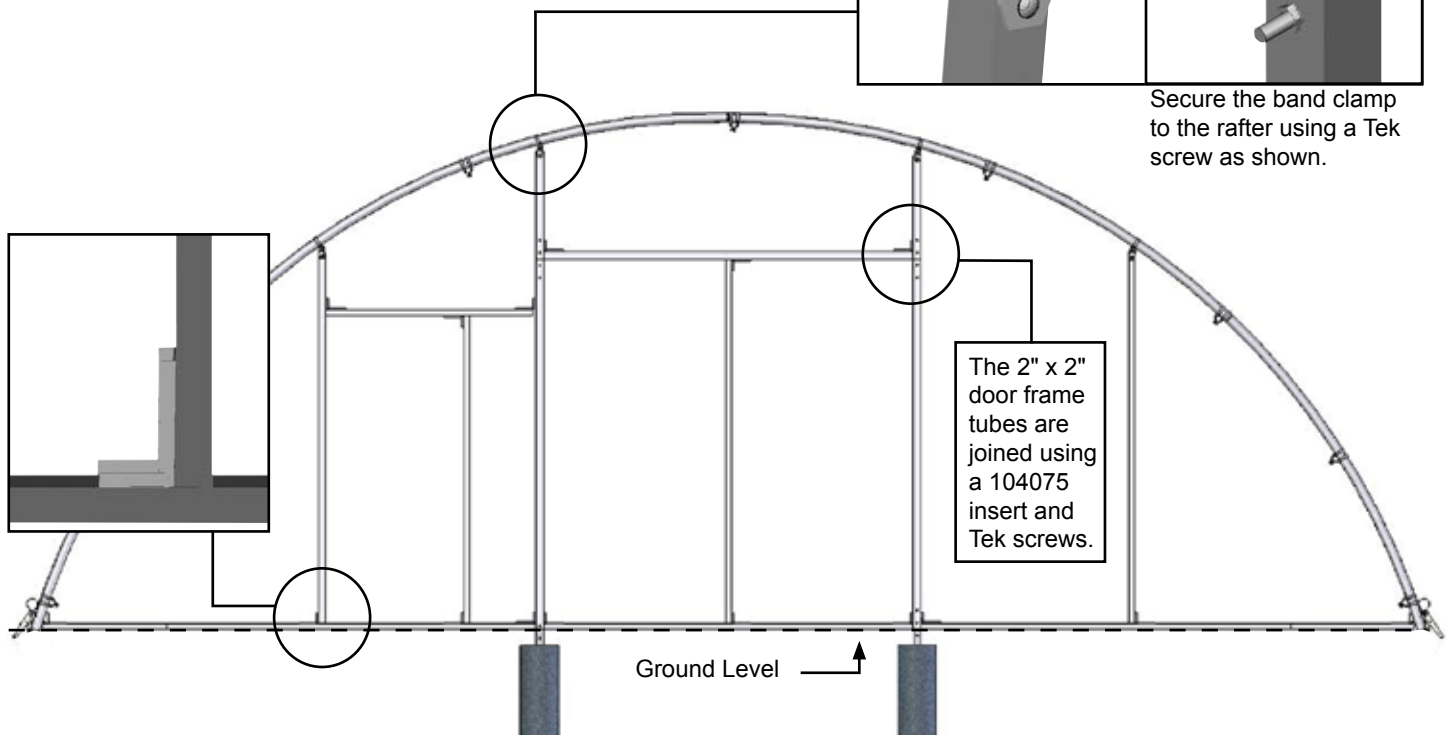 Secure the band clamp
to the rafter using a Tek
screw as shown.
The 2" x 2"
door frame
tubes are
joined using
a 104075
insert and
Tek screws.
Ground Level